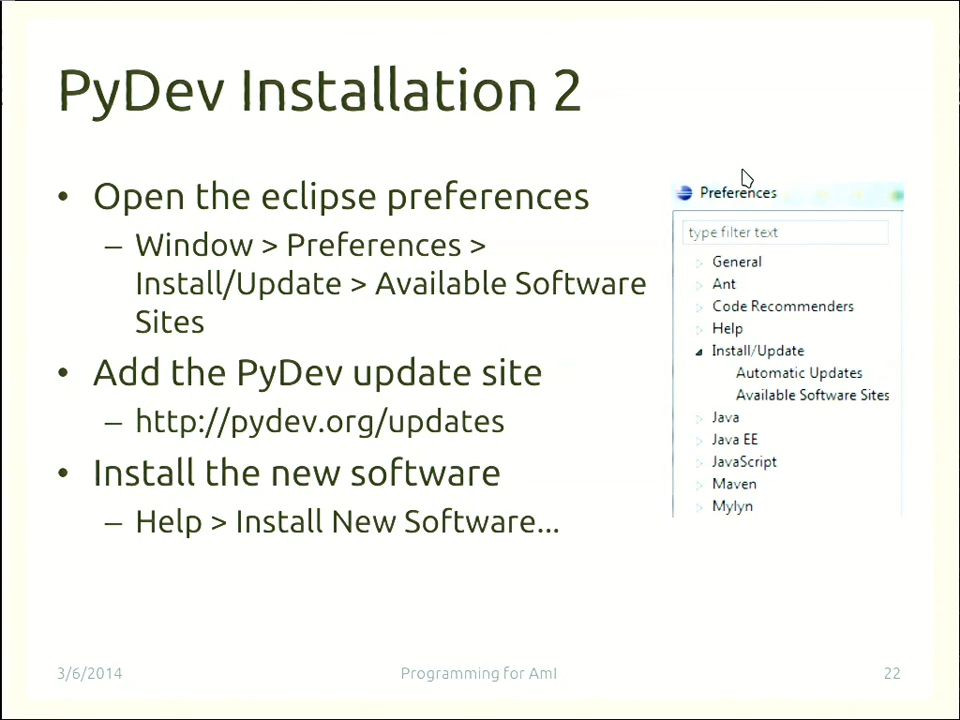 PyDev Installation 2
• Open the eclipse preferences
– Window > Preferences >
Install/Update > Available Software
Sites
• Add the PyDev update site
– http://pydev.org/updates
• Install the new software
– Help > Install New Software...
Preferences
type filter text
General
Ant
Code Recommenders
Help
Install/Update
Automatic Updates
Available Software Sites
Java
Java EE
JavaScript
Maven
Mylyn
3/6/2014
Programming for AmI
22